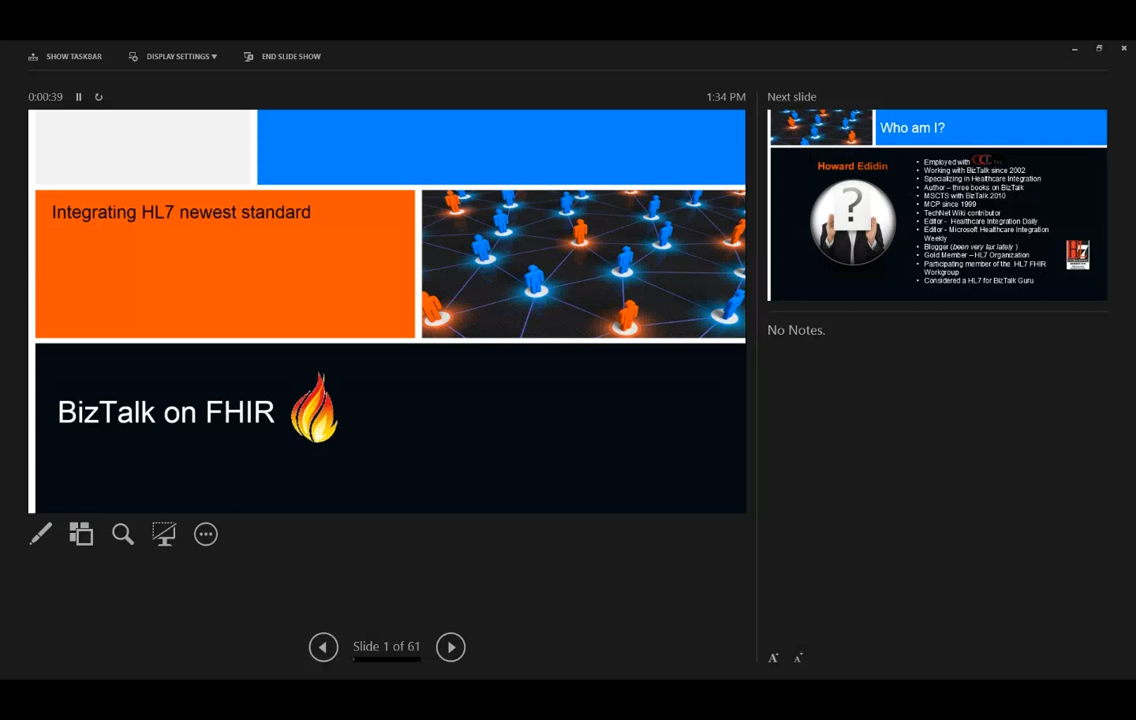 SHOW TASKBAR
DISPLAY SETTINGS ▾
END SLIDE SHOW
0:00:39
1:34 PM
Integrating HL7 newest standard
BizTalk on FHIR
Slide 1 of 61
Next slide
Who am I?
Howard Edidin
• Employed with
• Working with BizTalk since 2002
• Specializing in Healthcare Integration
• Author – three books on BizTalk
• MSCTS with BizTalk 2010
• MCP since 1999
• TechNet Wiki contributor
• Editor - Healthcare Integration Daily
• Editor - Microsoft Healthcare Integration
Weekly
• Blogger (been very lax lately )
• Gold Member – HL7 Organization
• Participating member of the HL7 FHIR
Workgroup
• Considered a HL7 for BizTalk Guru
No Notes.